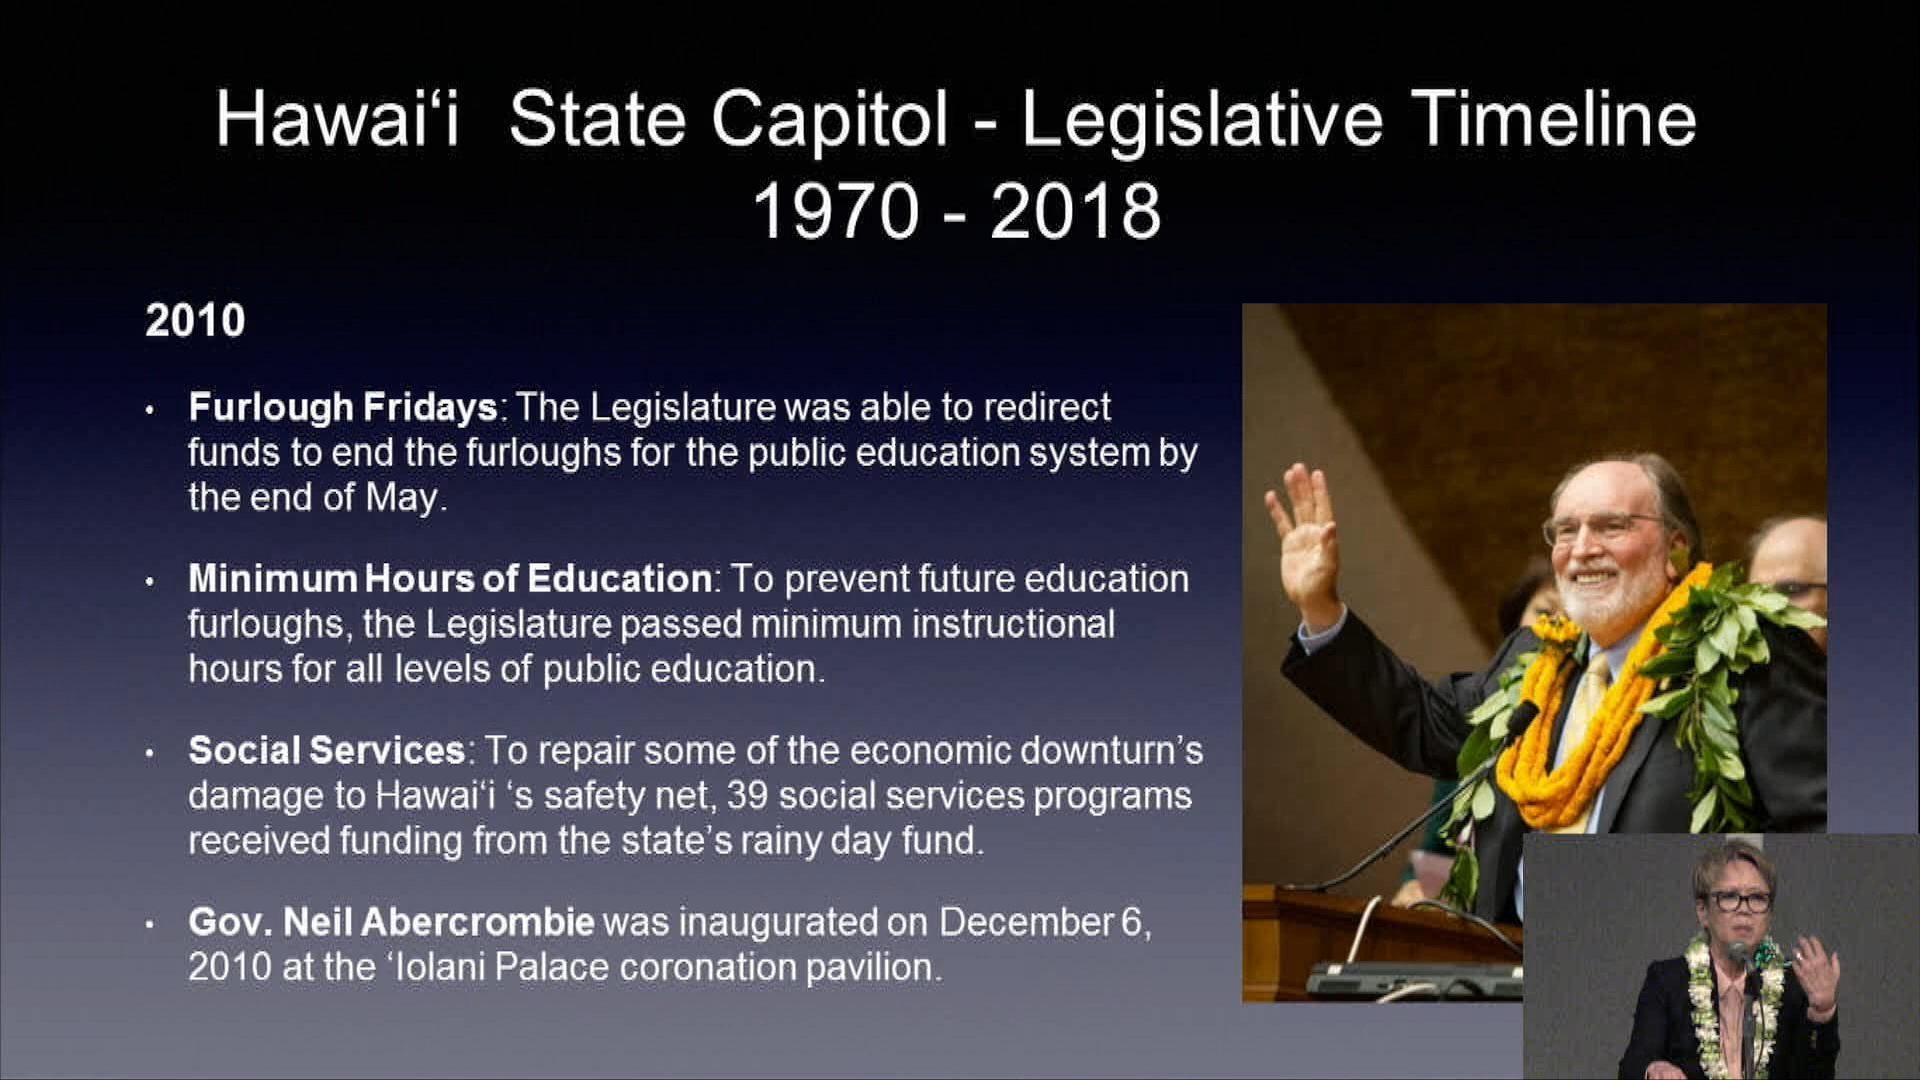 Hawai‘i State Capitol - Legislative Timeline
1970 - 2018
2010
• Furlough Fridays: The Legislature was able to redirect
funds to end the furloughs for the public education system by
the end of May.
• Minimum Hours of Education: To prevent future education
furloughs, the Legislature passed minimum instructional
hours for all levels of public education.
• Social Services: To repair some of the economic downturn’s
damage to Hawai‘i ‘s safety net, 39 social services programs
received funding from the state’s rainy day fund.
• Gov. Neil Abercrombie was inaugurated on December 6,
2010 at the ‘Iolani Palace coronation pavilion.